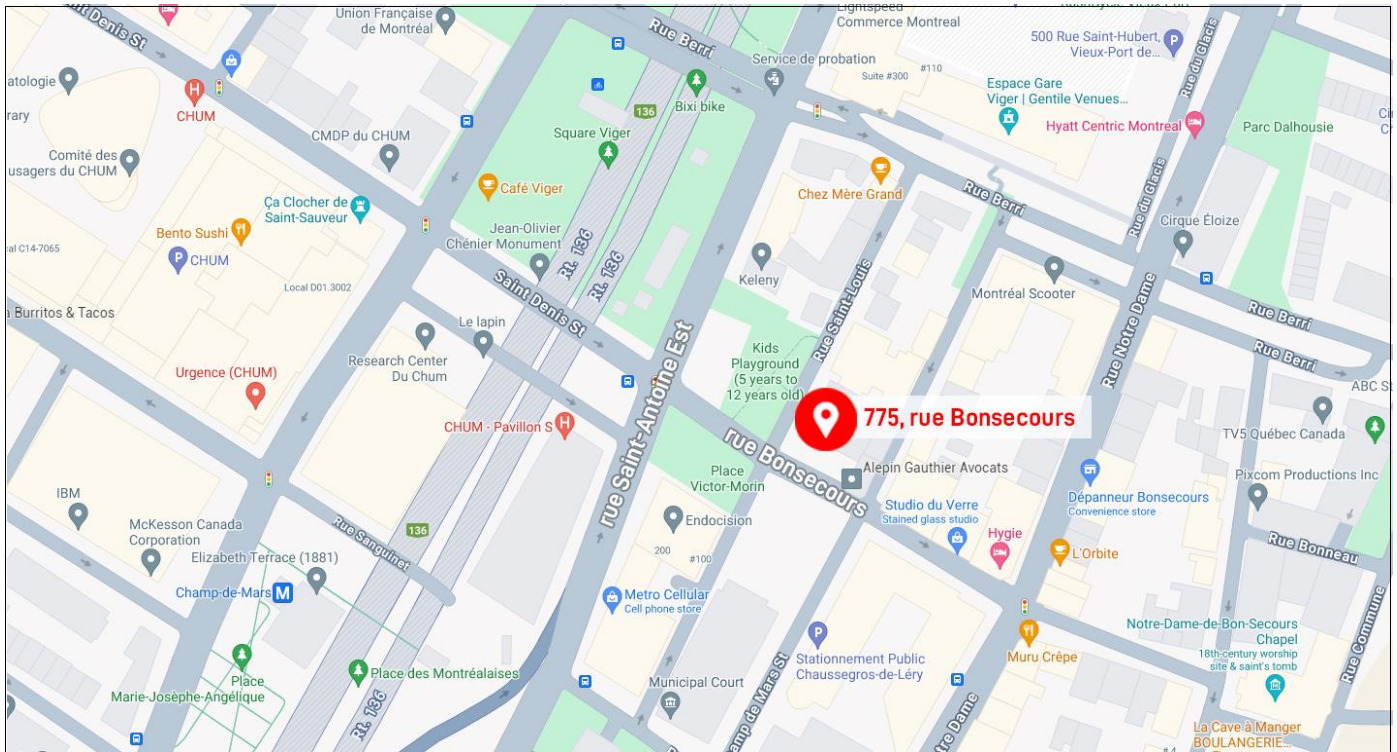 Saint Denis St
Union Française
de Montréal
Rue Berri
Lightspeed
Commerce Montreal
500 Rue Saint-Hubert,
Vieux-Port de...
Rue du Glacis
Service de probation
Suite #300
#110
CHUM
136
Bixi bike
Espace Gare
Viger | Gentile Venues...
Hyatt Centric Montreal
Parc Dalhousie
CMDP du CHUM
Square Viger
Comité des
usagers du CHUM
Café Viger
Chez Mère Grand
Rue Berri
Rue du Glacis
Ça Clocher de
Saint-Sauveur
Bento Sushi
Cirque Éloize
Jean-Olivier
Chénier Monument
Rt. 136
Rt. 136
CHUM
Local D01.3002
Saint Denis St
Keleny
Rue Saint-Louis
Montréal Scooter
Burritos & Tacos
Le lapin
Rue Notre Dame
Rue Berri
Rue Berri
Research Center
Du Chum
Urgence (CHUM)
rue Saint-Antoine Est
Kids
Playground
(5 years to
12 years old)
775, rue Bonsecours
CHUM - Pavillon S
rue Bonsecours
TV5 Québec Canada
Place
Victor-Morin
Alepin Gauthier Avocats
Pixcom Productions Inc
IBM
Studio du Verre
Stained glass studio
Dépanneur Bonsecours
Convenience store
McKesson Canada
Corporation
Rue Sanguinet
136
Endocision
Hygie
L'Orbite
Rue Bonneau
Elizabeth Terrace (1881)
200
#100
Champ-de-Mars
M
Metro Cellular
Cell phone store
Rue Commune
Notre-Dame-de-Bon-Secours
Chapel
18th-century worship
site & saint's tomb
Stationnement Public
Chaussegros-de-Léry
Muru Crêpe
Place
Marie-Josèphe-Angélique
Place des Montréalaises
Municipal Court
Champ de Mars St
Rt. 136
La Cave à Manger
BOULANGERIE...